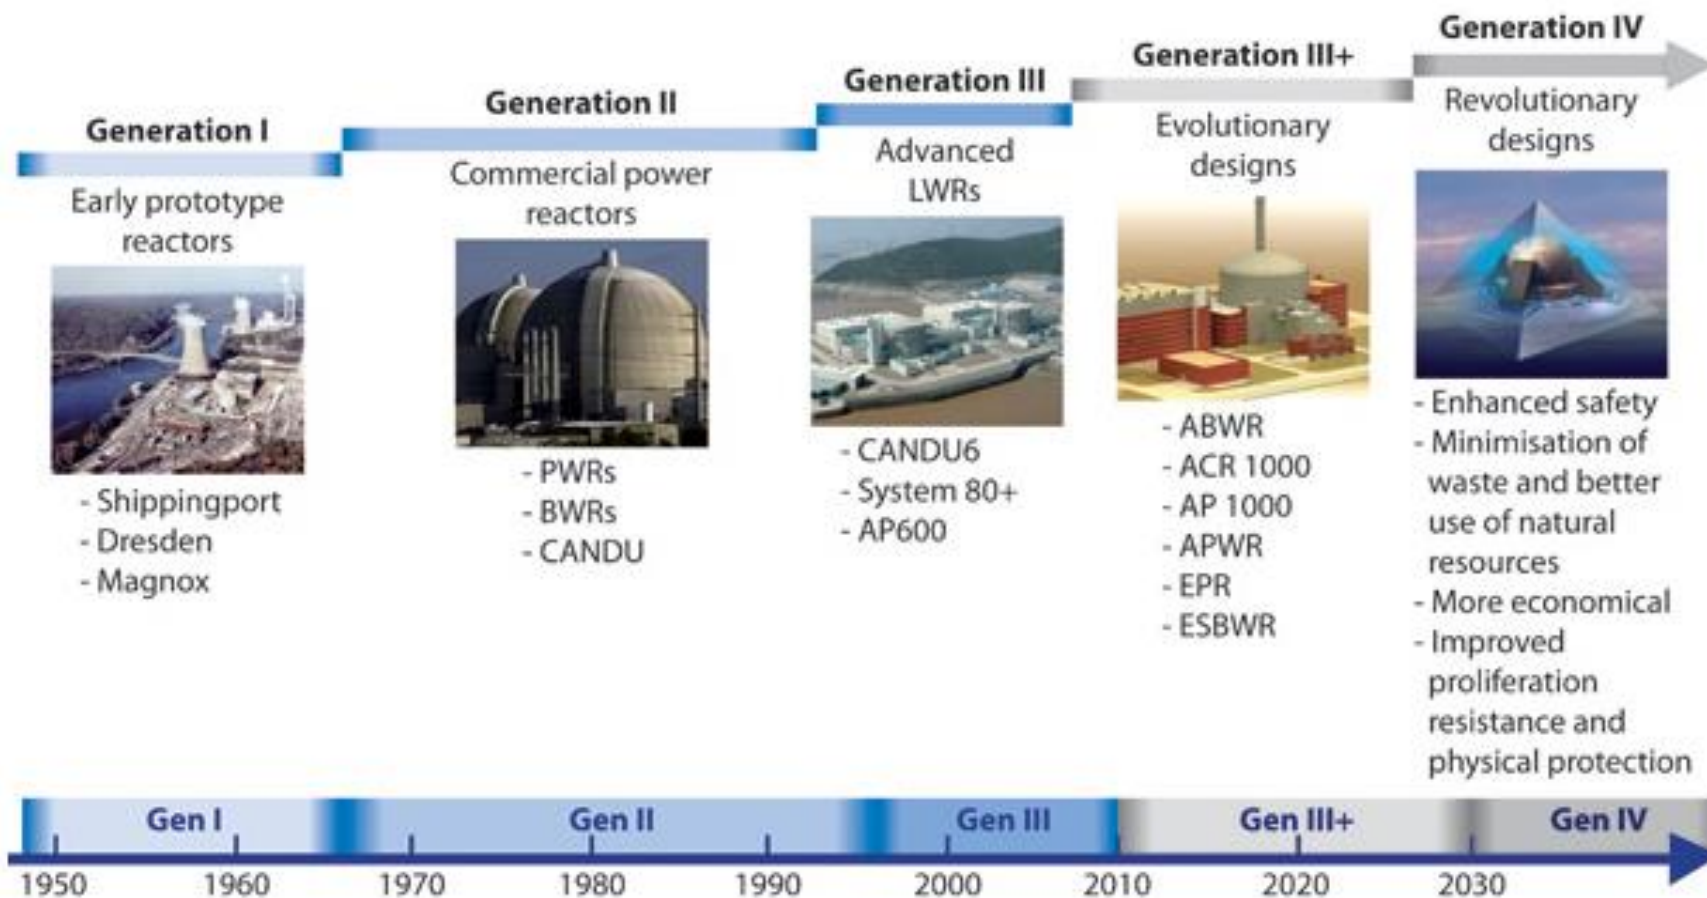 Generation I
Early prototype
reactors
- Shippingport
- Dresden
- Magnox
Generation II
Commercial power
reactors
- PWRs
- BWRs
- CANDU
Generation III
Advanced
LWRs
- CANDU6
- System 80+
- AP600
Generation III+
Evolutionary
designs
- ABWR
- ACR 1000
- AP 1000
- APWR
- EPR
- ESBWR
Generation IV
Revolutionary
designs
- Enhanced safety
- Minimisation of
waste and better
use of natural
resources
- More economical
- Improved
proliferation
resistance and
physical protection
Gen I Gen II Gen III Gen III+ Gen IV
1950 1960 1970 1980 1990 2000 2010 2020 2030